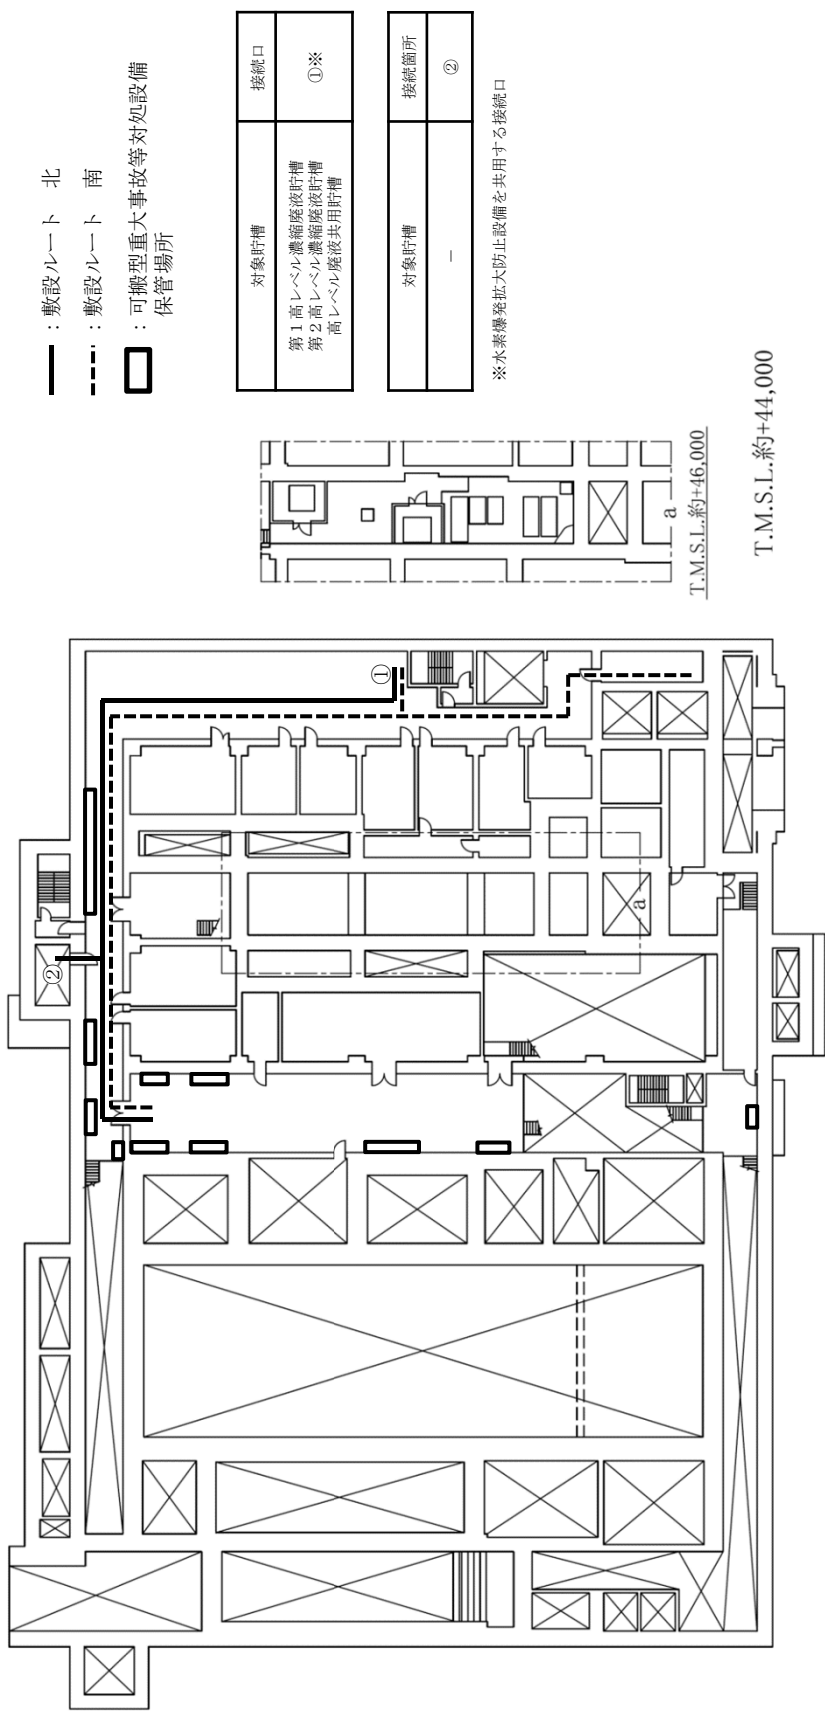 ：敷設ルート　北
：敷設ルート　南
：可搬型重大事故等対処設備
保管場所
対象貯槽
接続口
第１高レベル濃縮廃液貯槽
第２高レベル濃縮廃液貯槽
高レベル廃液共用貯槽
①※
対象貯槽
接続箇所
－
②
※水素爆発拡大防止設備を共用する接続口
a
T.M.S.L.約+46,000
T.M.S.L.約+44,000
①
②
a